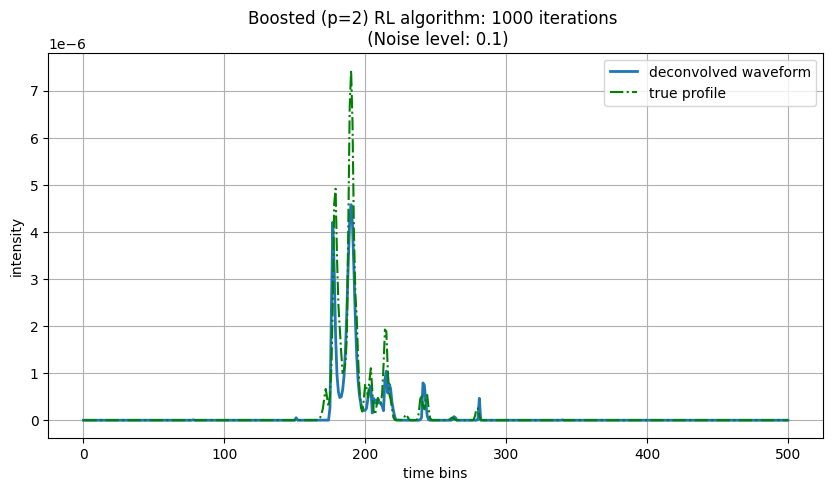 Boosted (p=2) RL algorithm: 1000 iterations
(Noise level: 0.1)
1e−6
deconvolved waveform
true profile
7
6
5
4
3
2
1
0
intensity
0 100 200 300 400 500
time bins